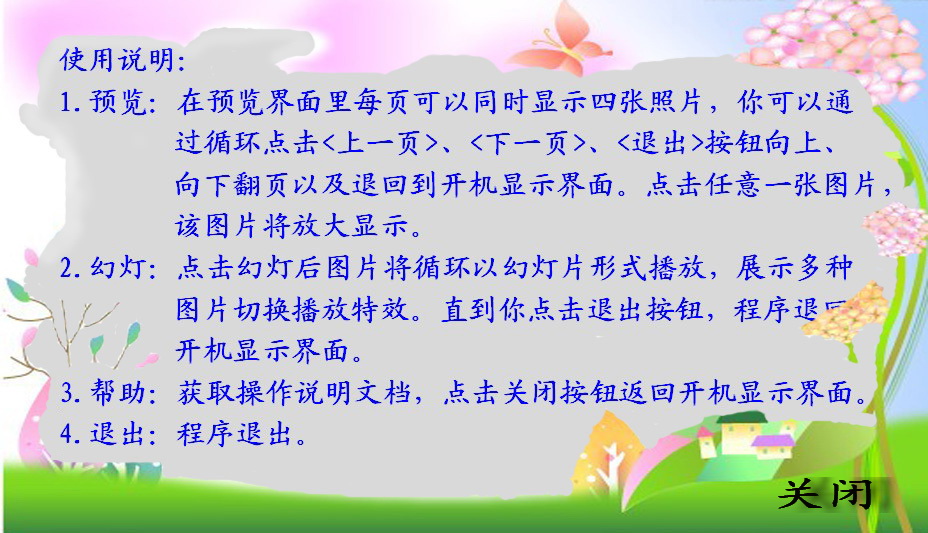 使用说明：
1. 预览：在预览界面里每页可以同时显示四张照片，你可以通
过循环点击<上一页>、<下一页>、<退出>按钮向上、
向下翻页以及退回到开机显示界面。点击任意一张图片，
该图片将放大显示。
2. 幻灯：点击幻灯后图片将循环以幻灯片形式播放，展示多种
图片切换播放特效。直到你点击退出按钮，程序退回
开机显示界面。
3. 帮助：获取操作说明文档，点击关闭按钮返回开机显示界面。
4. 退出：程序退出。
关闭